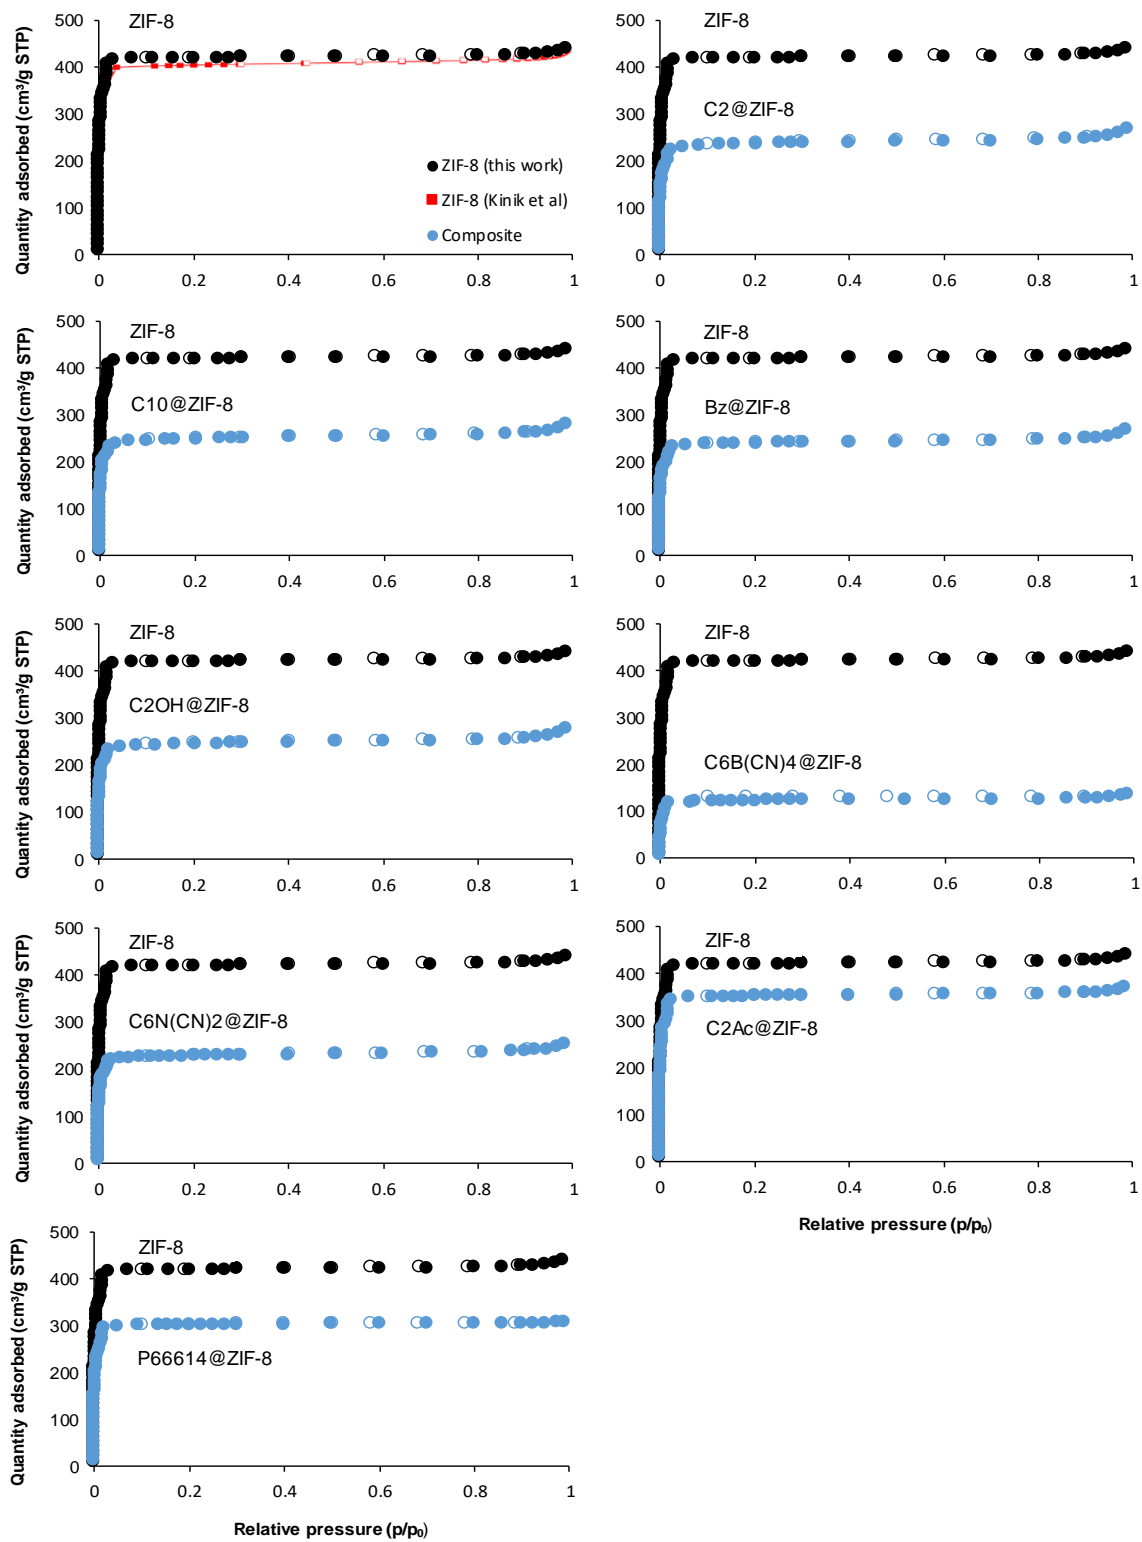 ZIF-8
Quantity adsorbed (cm³/g STP)
500
400
300
200
100
0
ZIF-8 (this work)
ZIF-8 (Kinik et al)
Composite
0 0.2 0.4 0.6 0.8 1
ZIF-8
C2@ZIF-8
500
400
300
200
100
0
0 0.2 0.4 0.6 0.8 1
ZIF-8
C10@ZIF-8
Quantity adsorbed (cm³/g STP)
500
400
300
200
100
0
0 0.2 0.4 0.6 0.8 1
ZIF-8
Bz@ZIF-8
500
400
300
200
100
0
0 0.2 0.4 0.6 0.8 1
ZIF-8
C2OH@ZIF-8
Quantity adsorbed (cm³/g STP)
500
400
300
200
100
0
0 0.2 0.4 0.6 0.8 1
ZIF-8
C6B(CN)4@ZIF-8
500
400
300
200
100
0
0 0.2 0.4 0.6 0.8 1
ZIF-8
C6N(CN)2@ZIF-8
Quantity adsorbed (cm³/g STP)
500
400
300
200
100
0
0 0.2 0.4 0.6 0.8 1
ZIF-8
C2Ac@ZIF-8
500
400
300
200
100
0
0 0.2 0.4 0.6 0.8 1
Relative pressure (p/p₀)
ZIF-8
P66614@ZIF-8
Quantity adsorbed (cm³/g STP)
500
400
300
200
100
0
0 0.2 0.4 0.6 0.8 1
Relative pressure (p/p₀)